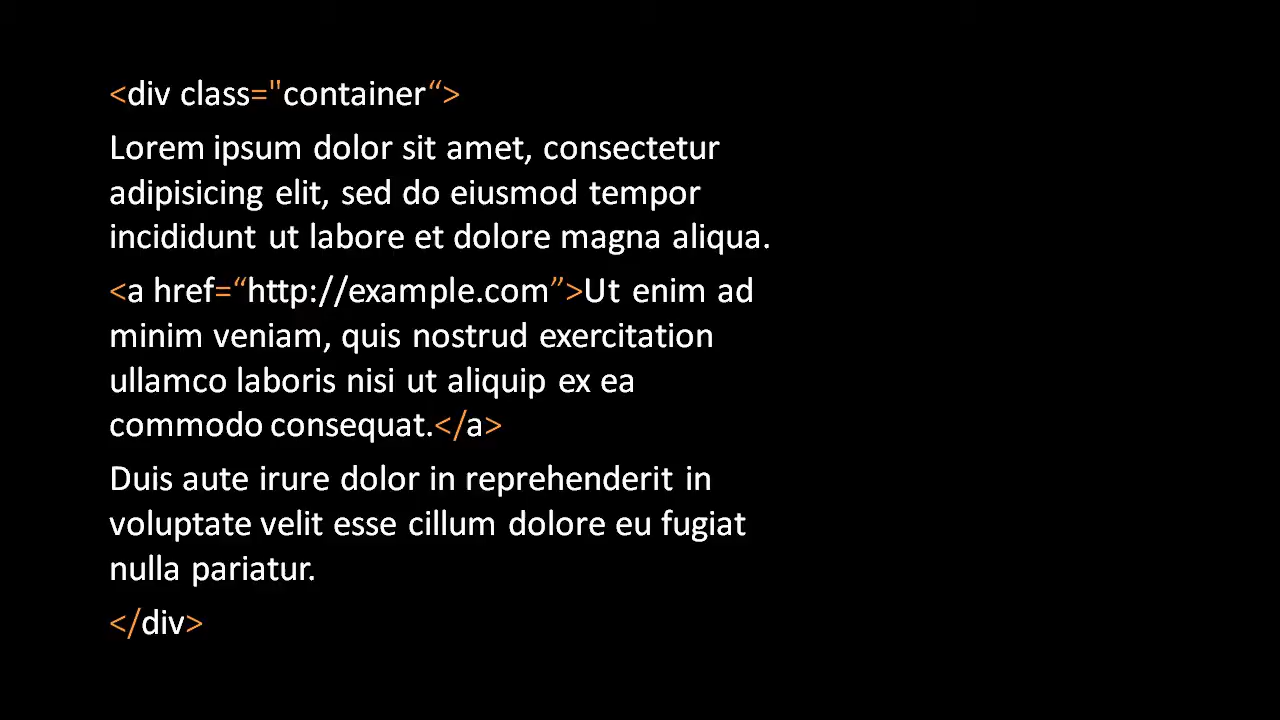 <div class="container“>
Lorem ipsum dolor sit amet, consectetur
adipisicing elit, sed do eiusmod tempor
incididunt ut labore et dolore magna aliqua.
<a href=“http://example.com”>Ut enim ad
minim veniam, quis nostrud exercitation
ullamco laboris nisi ut aliquip ex ea
commodo consequat.</a>
Duis aute irure dolor in reprehenderit in
voluptate velit esse cillum dolore eu fugiat
nulla pariatur.
</div>